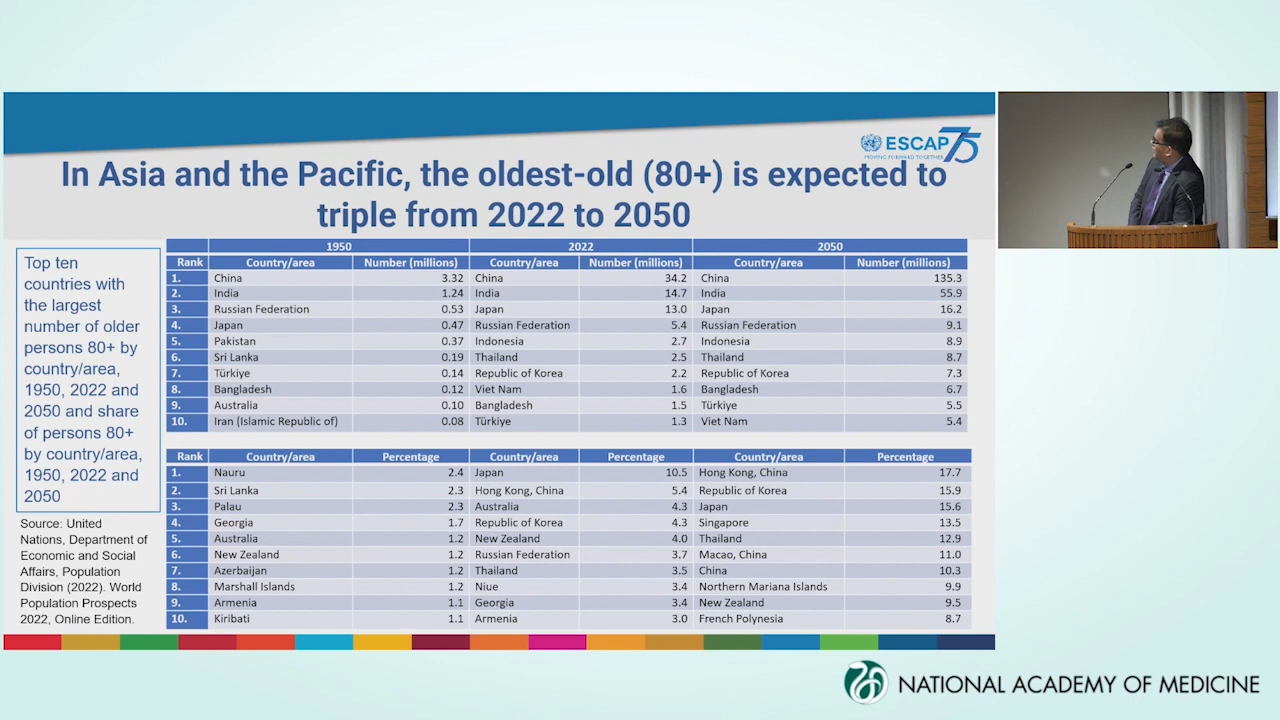 ESCAP 75
MOVING FORWARD TOGETHER
In Asia and the Pacific, the oldest-old (80+) is expected to
triple from 2022 to 2050
Top ten
countries with
the largest
number of older
persons 80+ by
country/area,
1950, 2022 and
2050 and share
of persons 80+
by country/area,
1950, 2022 and
2050
Source: United
Nations, Department of
Economic and Social
Affairs, Population
Division (2022). World
Population Prospects
2022, Online Edition.
1950 2022 2050
Rank Country/area Number (millions) Country/area Number (millions) Country/area Number (millions)
1. China 3.32 China 34.2 China 135.3
2. India 1.24 India 14.7 India 55.9
3. Russian Federation 0.53 Japan 13.0 Japan 16.2
4. Japan 0.47 Russian Federation 5.4 Russian Federation 9.1
5. Pakistan 0.37 Indonesia 2.7 Indonesia 8.9
6. Sri Lanka 0.19 Thailand 2.5 Thailand 8.7
7. Türkiye 0.14 Republic of Korea 2.2 Republic of Korea 7.3
8. Bangladesh 0.12 Viet Nam 1.6 Bangladesh 6.7
9. Australia 0.10 Bangladesh 1.5 Türkiye 5.5
10. Iran (Islamic Republic of) 0.08 Türkiye 1.3 Viet Nam 5.4
Rank Country/area Percentage Country/area Percentage Country/area Percentage
1. Nauru 2.4 Japan 10.5 Hong Kong, China 17.7
2. Sri Lanka 2.3 Hong Kong, China 5.4 Republic of Korea 15.9
3. Palau 2.3 Australia 4.3 Japan 15.6
4. Georgia 1.7 Republic of Korea 4.3 Singapore 13.5
5. Australia 1.2 New Zealand 4.0 Thailand 12.9
6. New Zealand 1.2 Russian Federation 3.7 Macao, China 11.0
7. Azerbaijan 1.2 Thailand 3.5 China 10.3
8. Marshall Islands 1.2 Niue 3.4 Northern Mariana Islands 9.9
9. Armenia 1.1 Georgia 3.4 New Zealand 9.5
10. Kiribati 1.1 Armenia 3.0 French Polynesia 8.7
NATIONAL ACADEMY OF MEDICINE